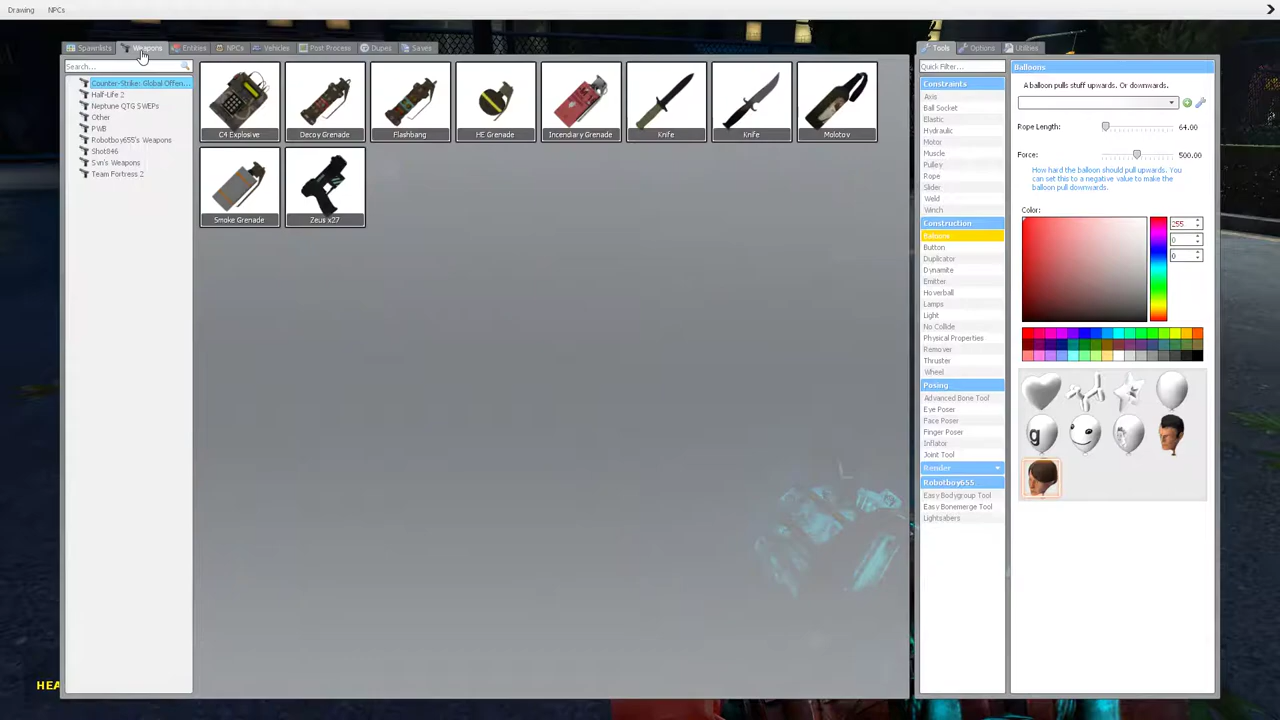 Drawing NPCs
Spawnlists Weapons Entities NPCs Vehicles Post Process Dupes Saves
Search...
Counter-Strike: Global Offen...
Half-Life 2
Neptune QTG SWEPs
Other
PWB
Robotboy655's Weapons
Shot846
Syn's Weapons
Team Fortress 2
C4 Explosive Decoy Grenade Flashbang HE Grenade Incendiary Grenade Knife Knife Molotov
Smoke Grenade Zeus x27
HEA
Tools Options Utilities
Quick Filter...
Constraints
Axis
Ball Socket
Elastic
Hydraulic
Motor
Muscle
Pulley
Rope
Slider
Weld
Winch
Construction
Balloons
Button
Duplicator
Dynamite
Emitter
Hoverball
Lamps
Light
No Collide
Physical Properties
Remover
Thruster
Wheel
Posing
Advanced Bone Tool
Eye Poser
Face Poser
Finger Poser
Inflator
Joint Tool
Render
Robotboy655
Easy Bodygroup Tool
Easy Bonemerge Tool
Lightsabers
Balloons
A balloon pulls stuff upwards. Or downwards.
Rope Length: 64.00
Force: 500.00
How hard the balloon should pull upwards. You
can set this to a negative value to make the
balloon pull downwards.
Color:
255
0
0
g